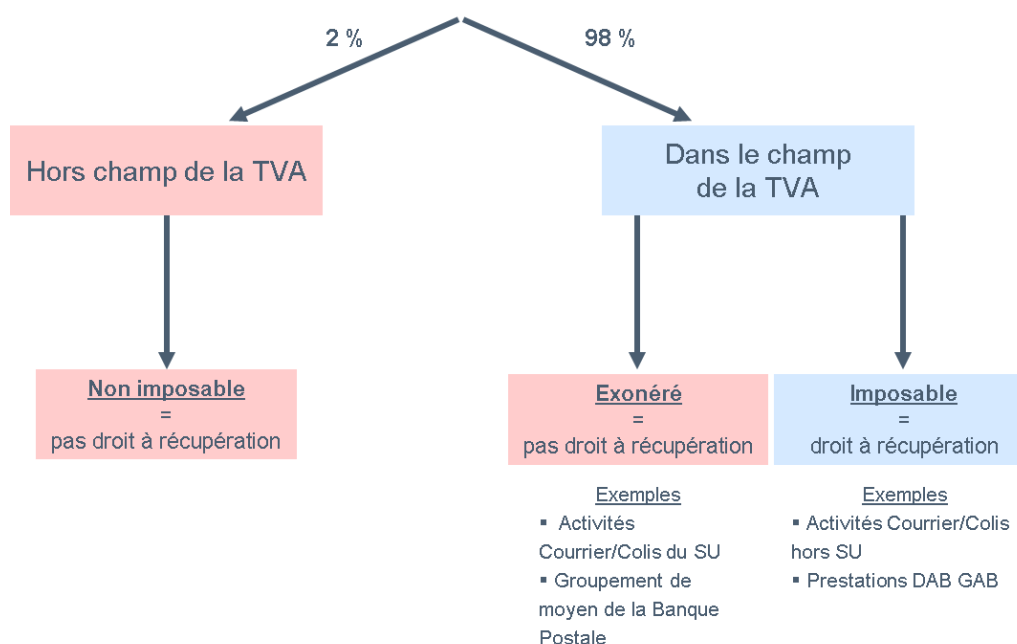 2 %
98 %
Hors champ de la TVA
Dans le champ
de la TVA
Non imposable
=
pas droit à récupération
Exonéré
=
pas droit à récupération
Imposable
=
droit à récupération
Exemples
▪ Activités
Courrier/Colis du SU
▪ Groupement de
moyen de la Banque
Postale
Exemples
▪ Activités Courrier/Colis
hors SU
▪ Prestations DAB GAB